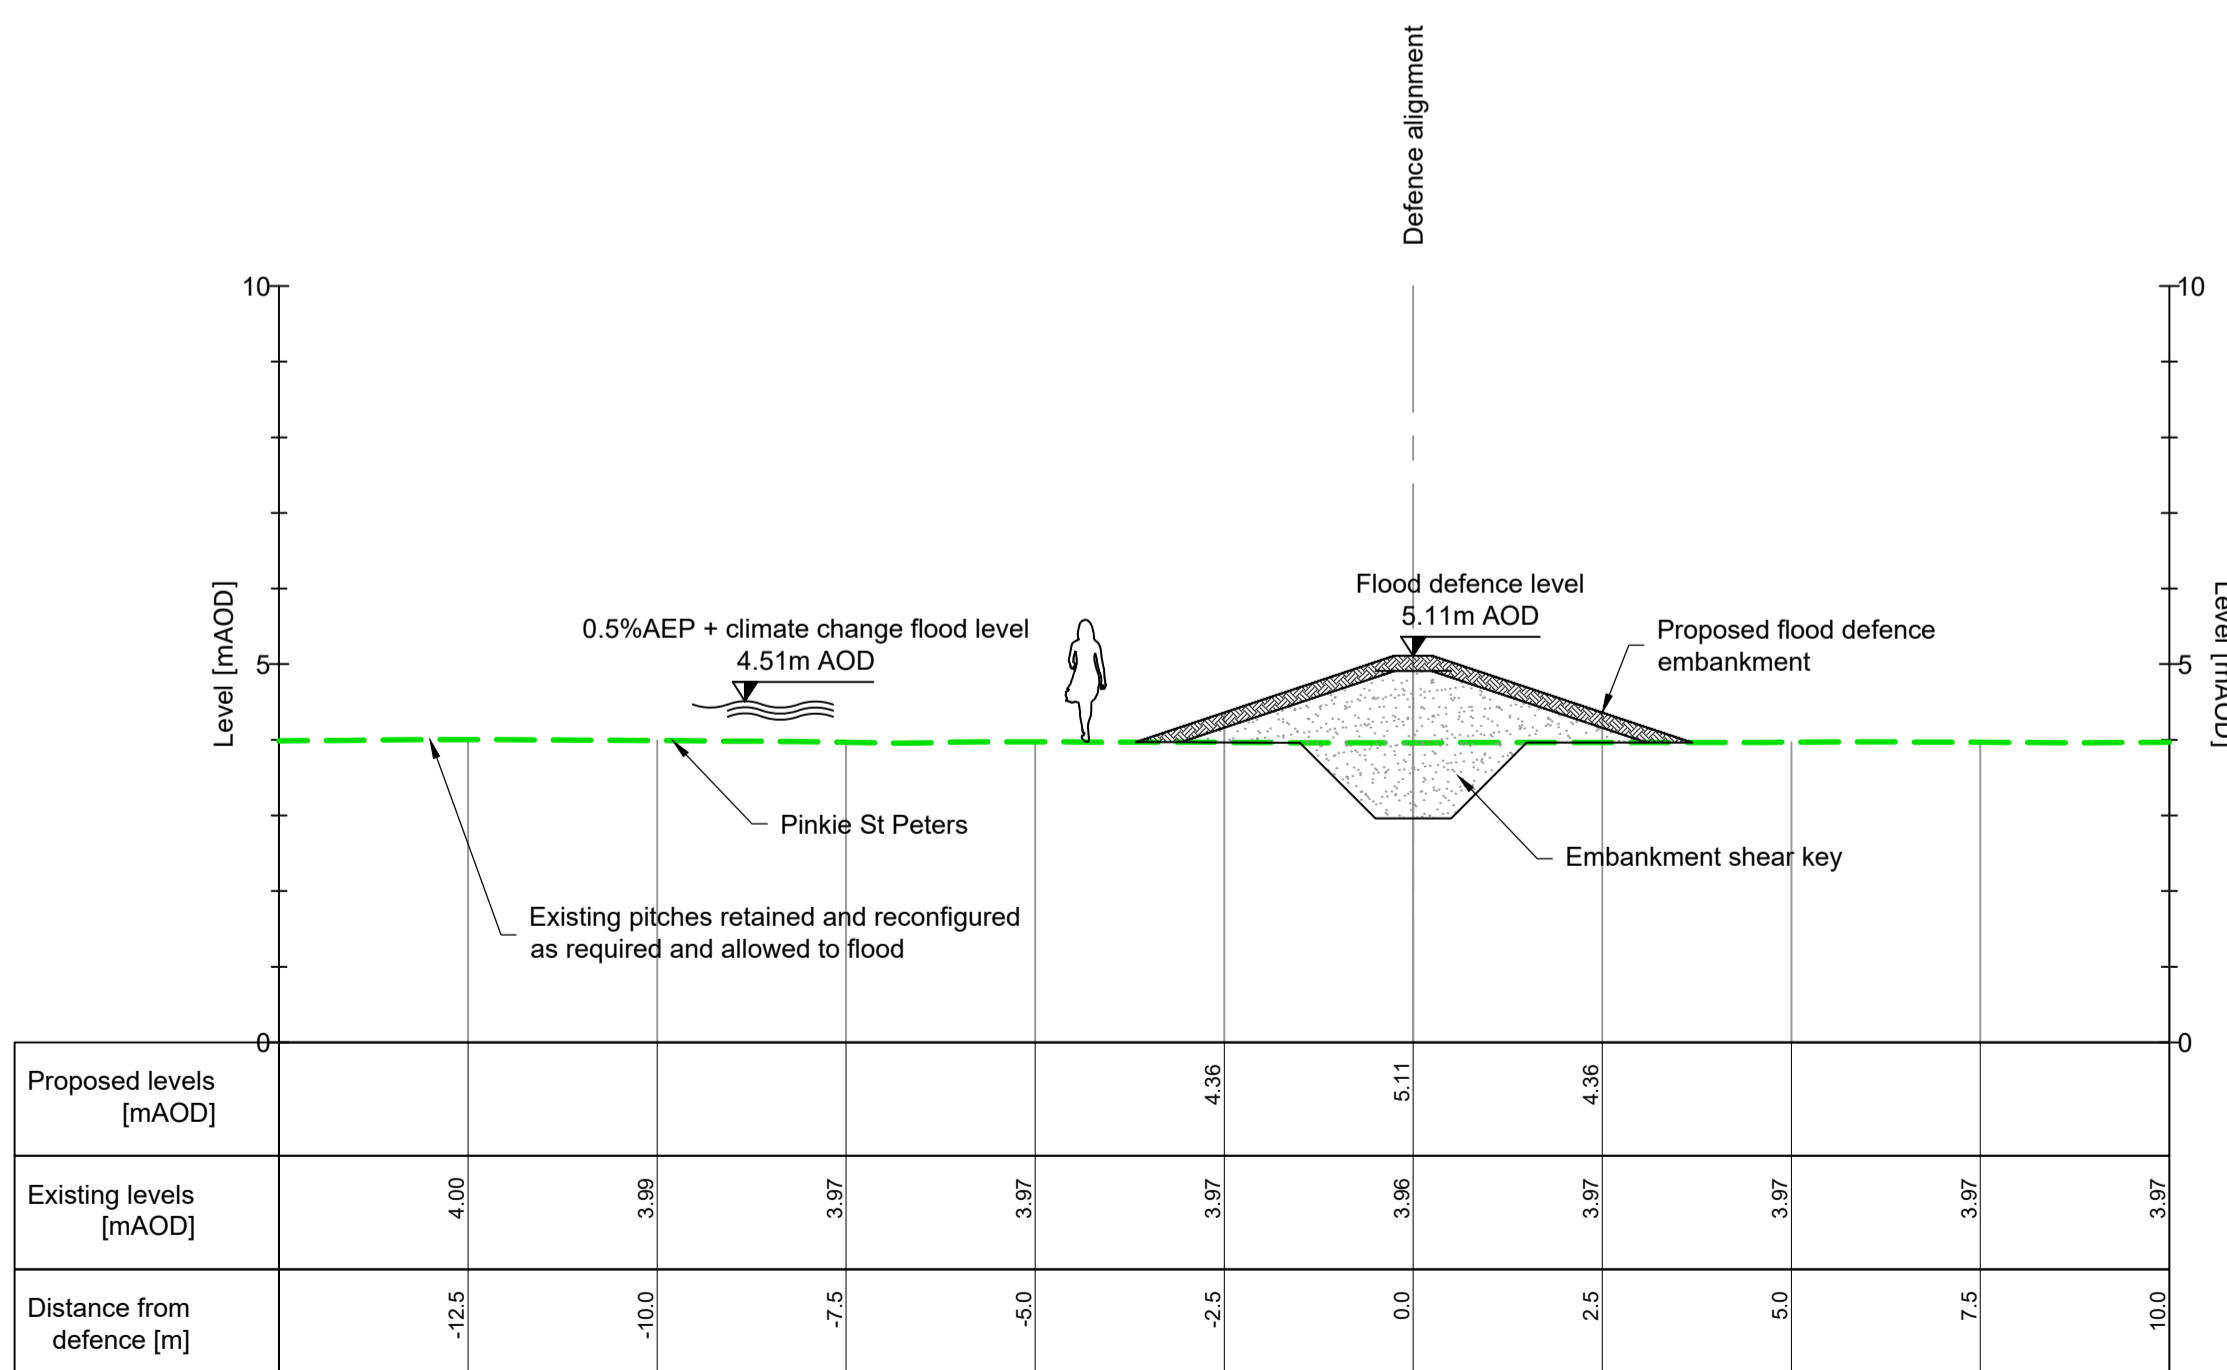 Defence alignment
10
10
Level [mAOD]
Level [mAOD]
Flood defence level
5.11m AOD
0.5%AEP + climate change flood level
4.51m AOD
Proposed flood defence
embankment
5
5
Pinkie St Peters
Embankment shear key
Existing pitches retained and reconfigured
as required and allowed to flood
0
0
Proposed levels
[mAOD]
4.36
5.11
4.36
Existing levels
[mAOD]
4.00
3.99
3.97
3.97
3.97
3.96
3.97
3.97
3.97
3.97
Distance from
defence [m]
-12.5
-10.0
-7.5
-5.0
-2.5
0.0
2.5
5.0
7.5
10.0